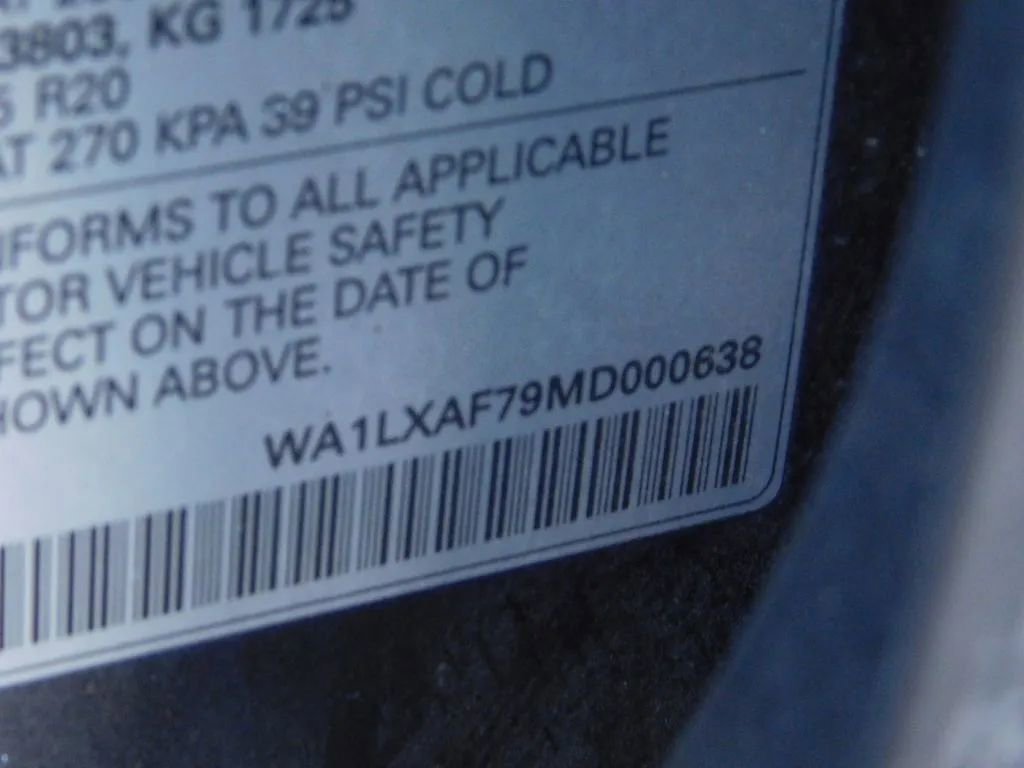 3803, KG 1725
5 R20
AT 270 KPA 39 PSI COLD
NFORMS TO ALL APPLICABLE
TOR VEHICLE SAFETY
FECT ON THE DATE OF
HOWN ABOVE.
WA1LXAF79MD000638